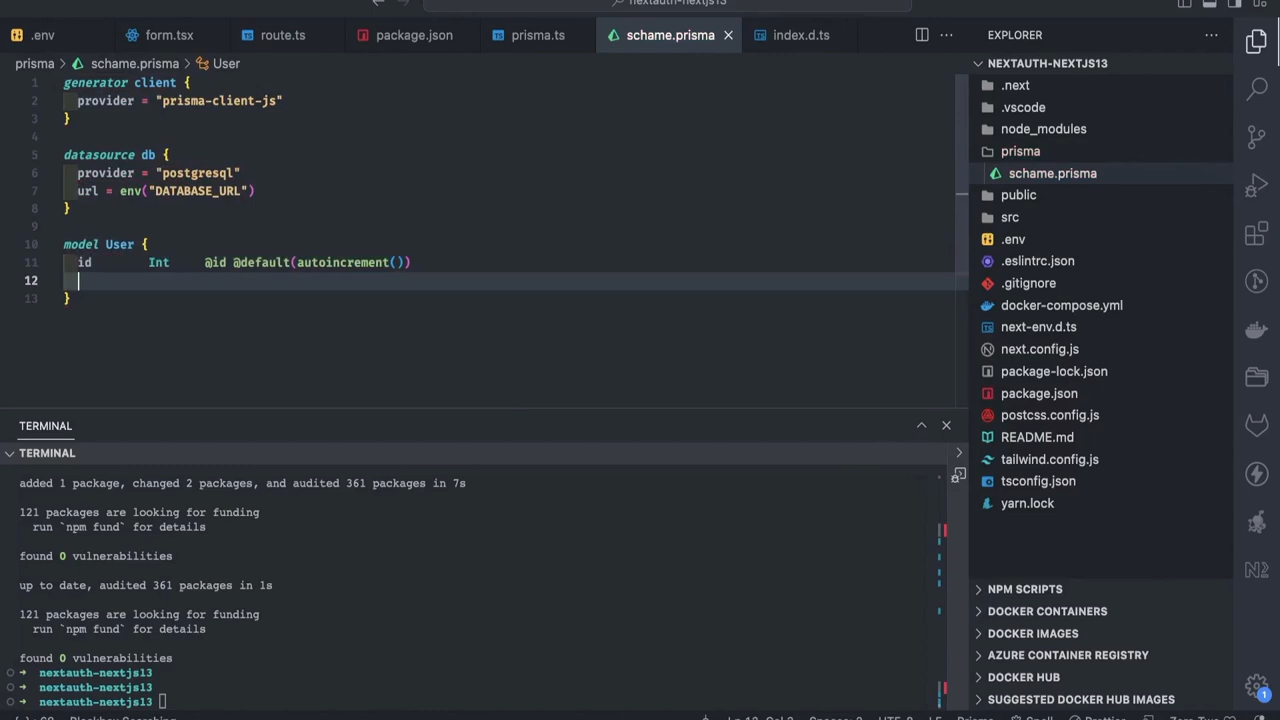 nextauth-nextjs13
.env
form.tsx
route.ts
package.json
prisma.ts
schame.prisma
index.d.ts
prisma > schame.prisma > User
1 generator client {
2 provider = "prisma-client-js"
3 }
4
5 datasource db {
6 provider = "postgresql"
7 url = env("DATABASE_URL")
8 }
9
10 model User {
11 id Int @id @default(autoincrement())
12
13 }
TERMINAL
TERMINAL
added 1 package, changed 2 packages, and audited 361 packages in 7s
121 packages are looking for funding
run `npm fund` for details
found 0 vulnerabilities
up to date, audited 361 packages in 1s
121 packages are looking for funding
run `npm fund` for details
found 0 vulnerabilities
→ nextauth-nextjs13
→ nextauth-nextjs13
→ nextauth-nextjs13
EXPLORER
NEXTAUTH-NEXTJS13
.next
.vscode
node_modules
prisma
schame.prisma
public
src
.env
.eslintrc.json
.gitignore
docker-compose.yml
next-env.d.ts
next.config.js
package-lock.json
package.json
postcss.config.js
README.md
tailwind.config.js
tsconfig.json
yarn.lock
NPM SCRIPTS
DOCKER CONTAINERS
DOCKER IMAGES
AZURE CONTAINER REGISTRY
DOCKER HUB
SUGGESTED DOCKER HUB IMAGES
1